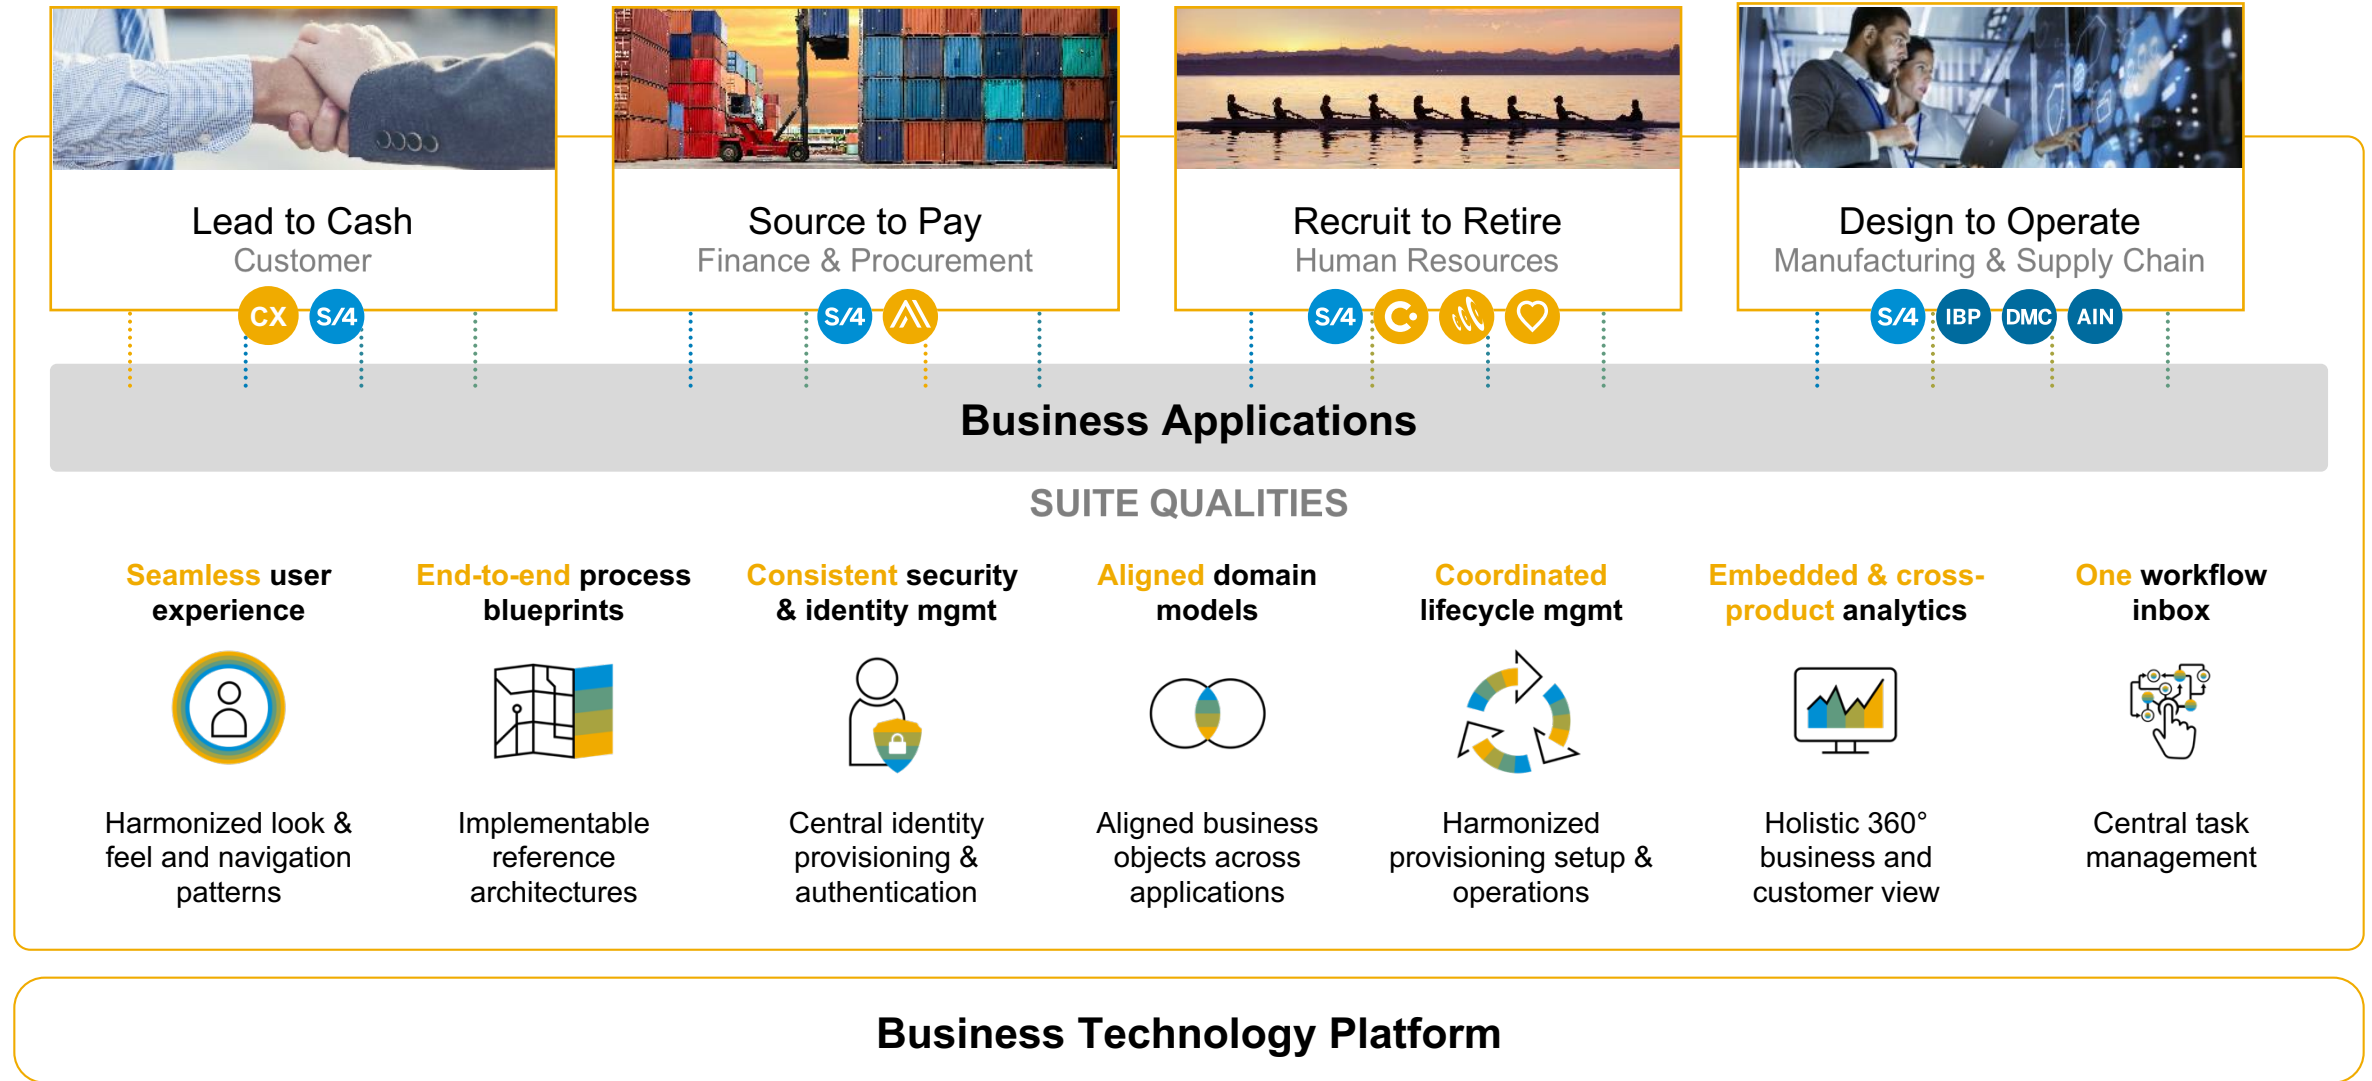 Lead to Cash
Customer
CX
S/4
Source to Pay
Finance & Procurement
S/4
Recruit to Retire
Human Resources
S/4
Design to Operate
Manufacturing & Supply Chain
S/4
IBP
DMC
AIN
Business Applications
SUITE QUALITIES
Seamless user
experience
Harmonized look &
feel and navigation
patterns
End-to-end process
blueprints
Implementable
reference
architectures
Consistent security
& identity mgmt
Central identity
provisioning &
authentication
Aligned domain
models
Aligned business
objects across
applications
Coordinated
lifecycle mgmt
Harmonized
provisioning setup &
operations
Embedded & cross-
product analytics
Holistic 360°
business and
customer view
One workflow
inbox
Central task
management
Business Technology Platform